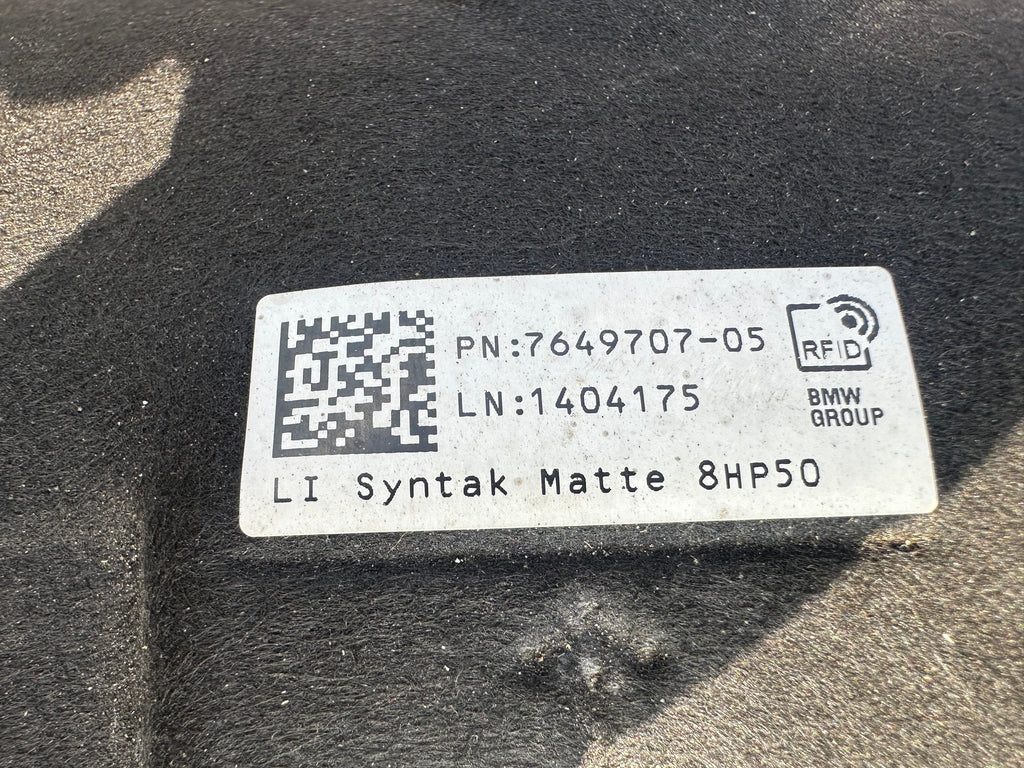 PN:7649707-05
LN:1404175
LI Syntak Matte 8HP50
RFID
BMW
GROUP